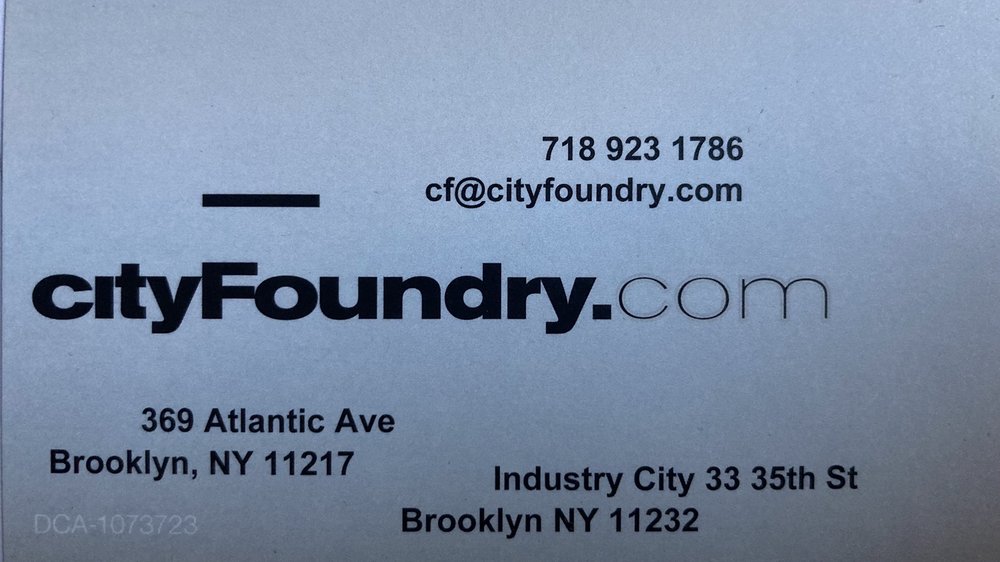 718 923 1786
cf@cityfoundry.com
cityFoundry.com
369 Atlantic Ave
Brooklyn, NY 11217
Industry City 33 35th St
Brooklyn NY 11232
DCA-1073723